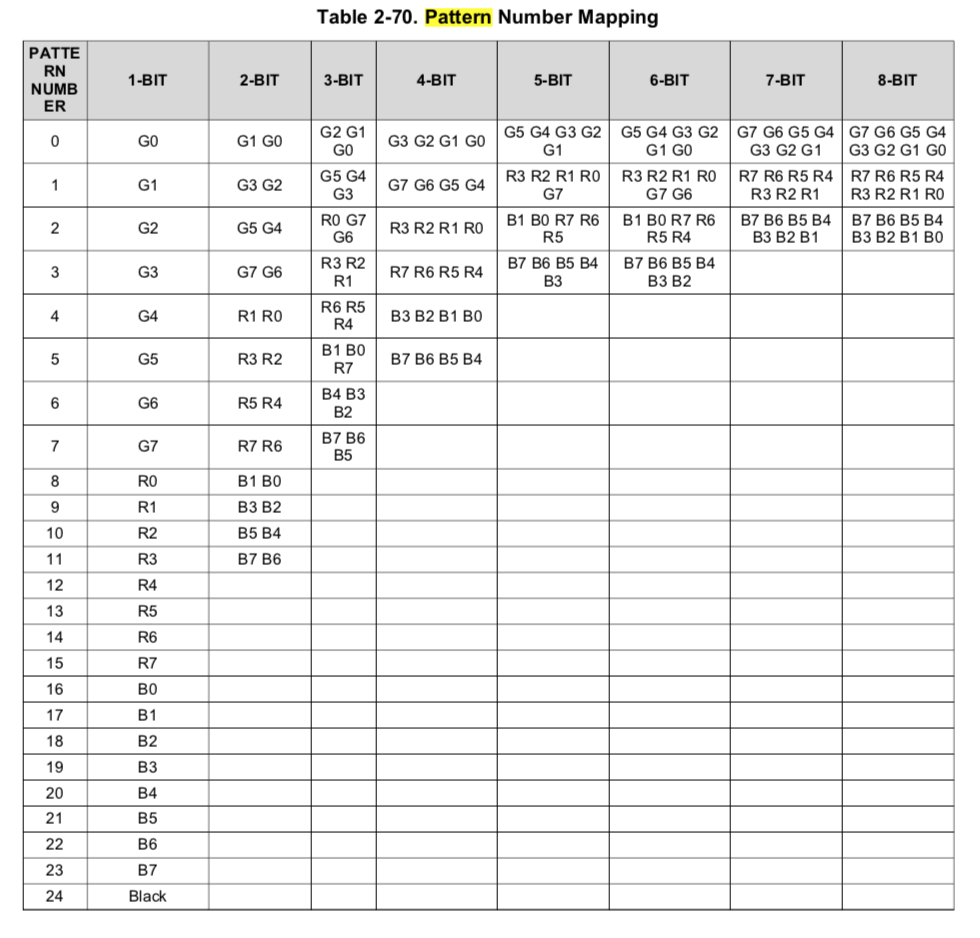 Table 2-70. Pattern Number Mapping
PATTE RN NUMB ER 1-BIT 2-BIT 3-BIT 4-BIT 5-BIT 6-BIT 7-BIT 8-BIT
0 G0 G1 G0 G2 G1 G0 G3 G2 G1 G0 G5 G4 G3 G2 G1 G5 G4 G3 G2 G1 G0 G7 G6 G5 G4 G3 G2 G1 G7 G6 G5 G4 G3 G2 G1 G0
1 G1 G3 G2 G5 G4 G3 G7 G6 G5 G4 R3 R2 R1 R0 G7 R3 R2 R1 R0 G7 G6 R7 R6 R5 R4 R3 R2 R1 R7 R6 R5 R4 R3 R2 R1 R0
2 G2 G5 G4 R0 G7 G6 R3 R2 R1 R0 B1 B0 R7 R6 R5 B1 B0 R7 R6 R5 R4 B7 B6 B5 B4 B3 B2 B1 B7 B6 B5 B4 B3 B2 B1 B0
3 G3 G7 G6 R3 R2 R1 R7 R6 R5 R4 B7 B6 B5 B4 B3 B7 B6 B5 B4 B3 B2
4 G4 R1 R0 R6 R5 R4 B3 B2 B1 B0
5 G5 R3 R2 B1 B0 R7 B7 B6 B5 B4
6 G6 R5 R4 B4 B3 B2
7 G7 R7 R6 B7 B6 B5
8 R0 B1 B0
9 R1 B3 B2
10 R2 B5 B4
11 R3 B7 B6
12 R4
13 R5
14 R6
15 R7
16 B0
17 B1
18 B2
19 B3
20 B4
21 B5
22 B6
23 B7
24 Black